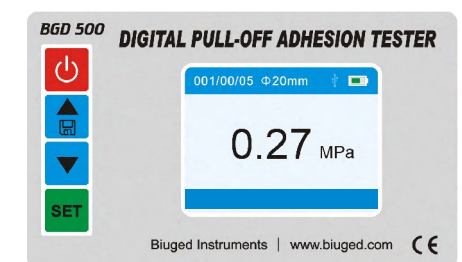 BGD 500
DIGITAL PULL-OFF ADHESION TESTER
001/00/05 Φ20mm
0.27 MPa
SET
Biuged Instruments | www.biuged.com CE